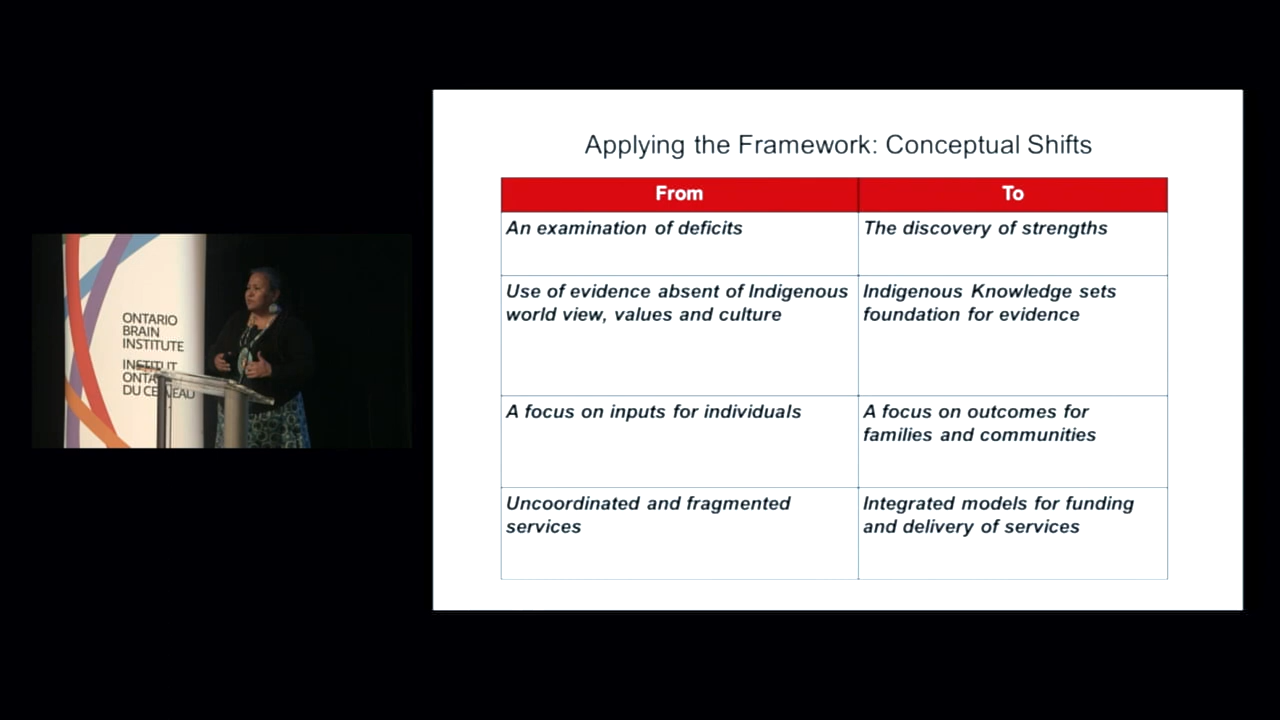 ONTARIO
BRAIN
INSTITUTE
INSTITUT
DU CERVEAU
Applying the Framework: Conceptual Shifts
From
To
An examination of deficits
The discovery of strengths
Use of evidence absent of Indigenous
world view, values and culture
Indigenous Knowledge sets
foundation for evidence
A focus on inputs for individuals
A focus on outcomes for
families and communities
Uncoordinated and fragmented
services
Integrated models for funding
and delivery of services